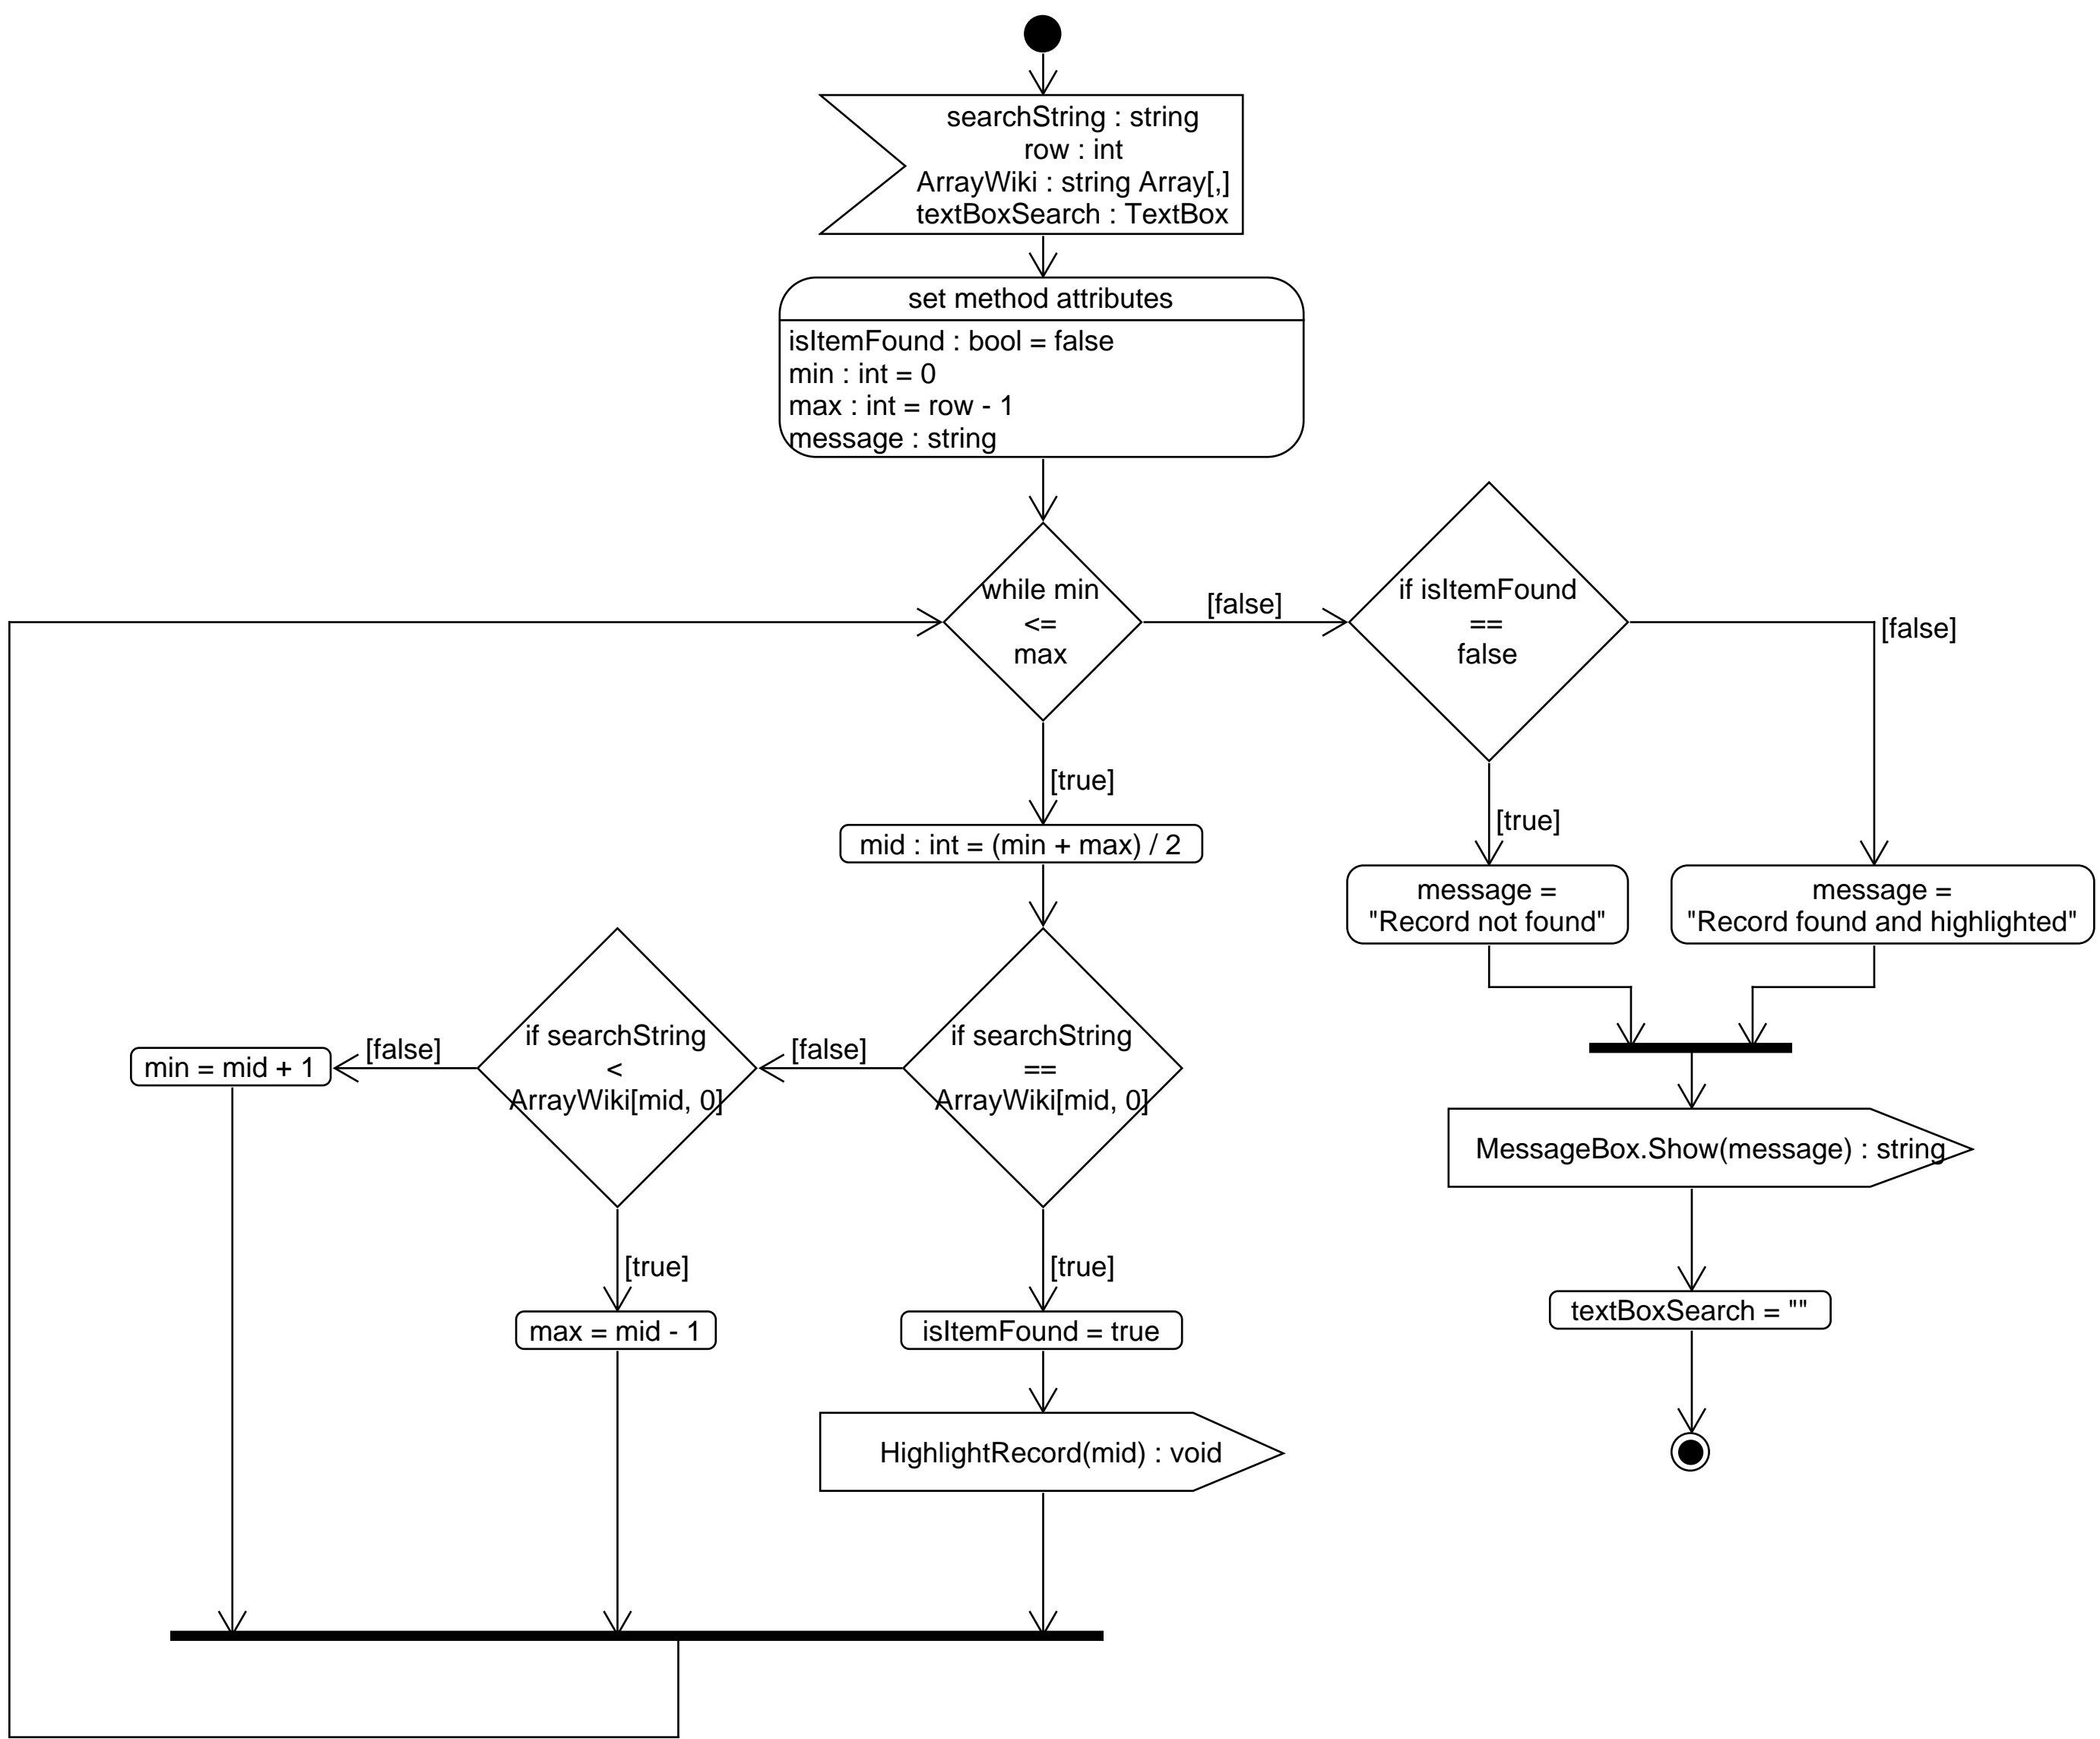 searchString : string
row : int
ArrayWiki : string Array[,]
textBoxSearch : TextBox
set method attributes
isItemFound : bool = false
min : int = 0
max : int = row - 1
message : string
while min
<=
max
[false]
if isItemFound
==
false
[false]
[true]
[true]
mid : int = (min + max) / 2
message =
"Record not found"
message =
"Record found and highlighted"
min = mid + 1
[false]
if searchString
<
ArrayWiki[mid, 0]
[false]
if searchString
==
ArrayWiki[mid, 0]
MessageBox.Show(message) : string
[true]
[true]
max = mid - 1
isItemFound = true
textBoxSearch = ""
HighlightRecord(mid) : void